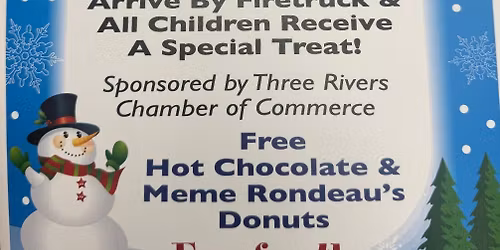 Arrive By Firetruck &
All Children Receive
A Special Treat!
Sponsored by Three Rivers
Chamber of Commerce
Free
Hot Chocolate &
Meme Rondeau's
Donuts